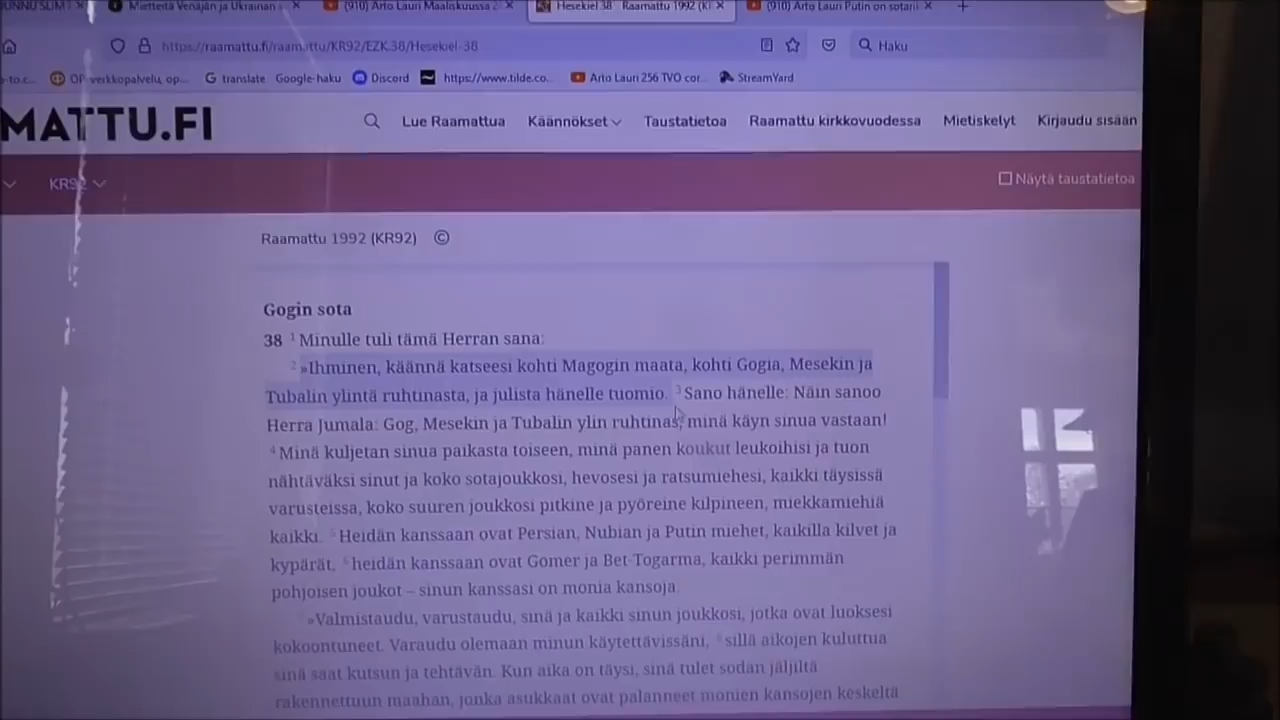 Mietteitä Venäjän ja Ukrainan
(910) Arto Lauri Maaliskuussa 2
Hesekiel 38 - Raamattu 1992 (KR
(910) Arto Lauri Putin on sotarii
https://raamattu.fi/raamattu/KR92/EZK.38/Hesekiel-38
Haku
OP verkkopalvelu, op...
translate
Google-haku
Discord
https://www.tilde.co...
Arto Lauri 256 TVO cor...
StreamYard
MATTU.FI
Lue Raamattua
Käännökset
Taustatietoa
Raamattu kirkkovuodessa
Mietiskelyt
Kirjaudu sisään
KR92
Näytä taustatietoa
Raamattu 1992 (KR92) ©
Gogin sota
38 1 Minulle tuli tämä Herran sana:
2 »Ihminen, käännä katseesi kohti Magogin maata, kohti Gogia, Mesekin ja
Tubalin ylintä ruhtinasta, ja julista hänelle tuomio. 3 Sano hänelle: Näin sanoo
Herra Jumala: Gog, Mesekin ja Tubalin ylin ruhtinas, minä käyn sinua vastaan!
4 Minä kuljetan sinua paikasta toiseen, minä panen koukut leukoihisi ja tuon
nähtäväksi sinut ja koko sotajoukkosi, hevosesi ja ratsumiehesi, kaikki täysissä
varusteissa, koko suuren joukkosi pitkine ja pyöreine kilpineen, miekkamiehiä
kaikki. 5 Heidän kanssaan ovat Persian, Nubian ja Putin miehet, kaikilla kilvet ja
kypärät, 6 heidän kanssaan ovat Gomer ja Bet-Togarma, kaikki perimmän
pohjoisen joukot – sinun kanssasi on monia kansoja.
»Valmistaudu, varustaudu, sinä ja kaikki sinun joukkosi, jotka ovat luoksesi
kokoontuneet. Varaudu olemaan minun käytettävissäni, 8 sillä aikojen kuluttua
sinä saat kutsun ja tehtävän. Kun aika on täysi, sinä tulet sodan jäljiltä
rakennettuun maahan, jonka asukkaat ovat palanneet monien kansojen keskeltä